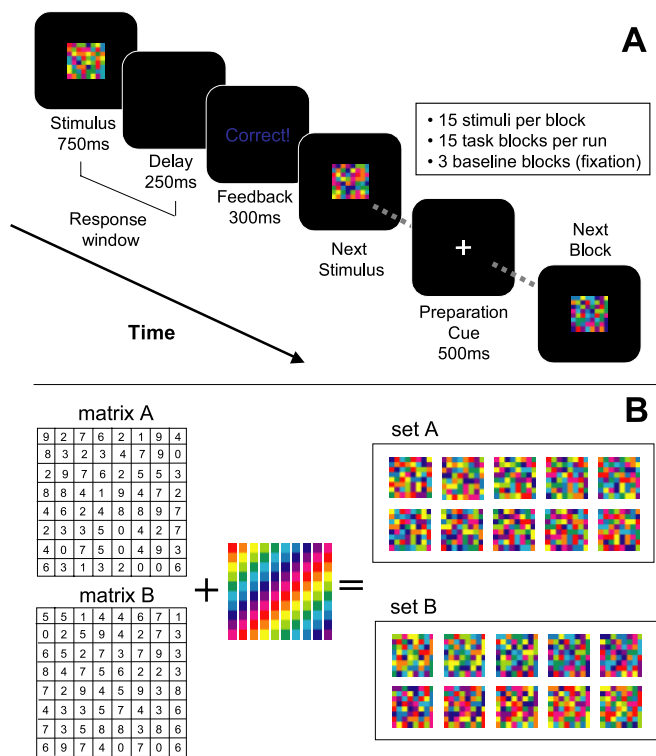 A
Stimulus
750ms
Delay
250ms
Response
window
Correct!
Feedback
300ms
Next
Stimulus
• 15 stimuli per block
• 15 task blocks per run
• 3 baseline blocks (fixation)
+
Preparation
Cue
500ms
Next
Block
Time
B
matrix A
9 2 7 6 2 1 9 4
8 3 2 3 4 7 9 0
2 9 7 6 2 5 5 3
8 8 4 1 9 4 7 2
4 6 2 4 8 8 9 7
2 3 3 5 0 4 2 7
4 0 7 5 0 4 9 3
6 3 1 3 2 0 0 6
matrix B
5 5 1 4 4 6 7 1
0 2 5 9 4 2 7 3
6 5 2 7 3 7 9 3
8 4 7 5 6 2 2 3
7 2 9 4 5 9 3 8
4 3 3 5 7 4 3 6
7 3 5 8 8 3 8 6
6 9 7 4 0 7 0 6
+
=
set A
set B